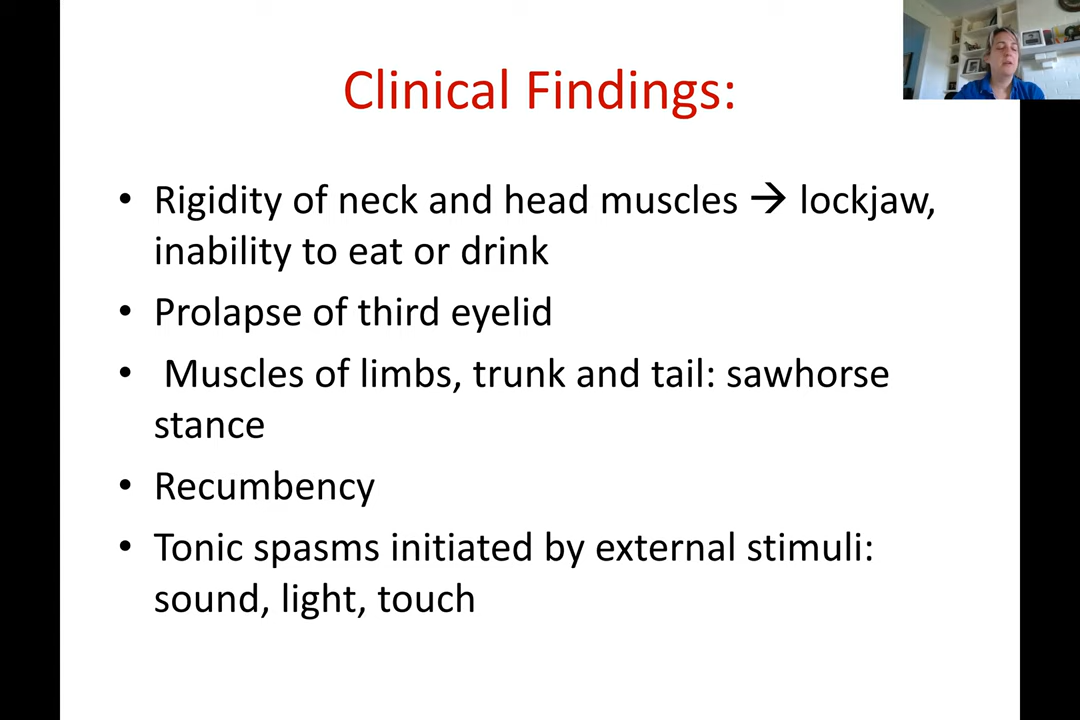 Clinical Findings:
• Rigidity of neck and head muscles → lockjaw,
inability to eat or drink
• Prolapse of third eyelid
• Muscles of limbs, trunk and tail: sawhorse
stance
• Recumbency
• Tonic spasms initiated by external stimuli:
sound, light, touch